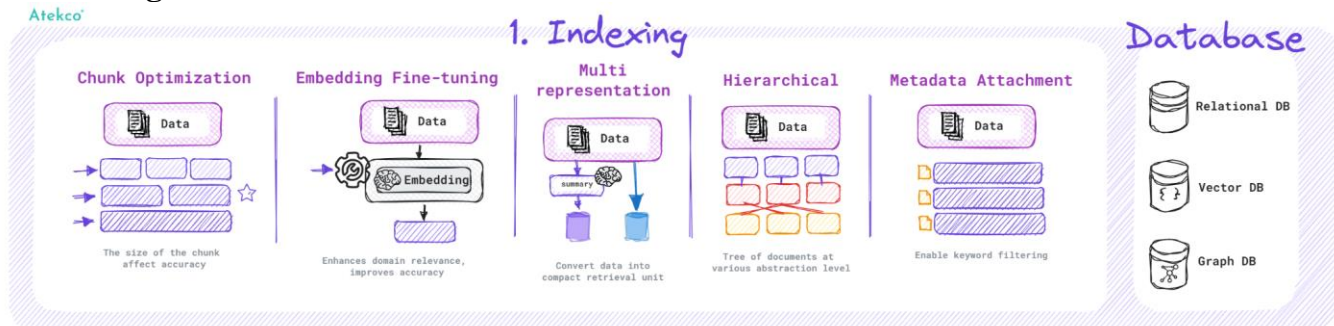 Atekco
1. Indexing
Database
Chunk Optimization
Data
The size of the chunk
affect accuracy
Embedding Fine-tuning
Data
Embedding
Enhances domain relevance,
improves accuracy
Multi
representation
Data
summary
Convert data into
compact retrieval unit
Hierarchical
Data
Tree of documents at
various abstraction level
Metadata Attachment
Data
Enable keyword filtering
Relational DB
Vector DB
Graph DB